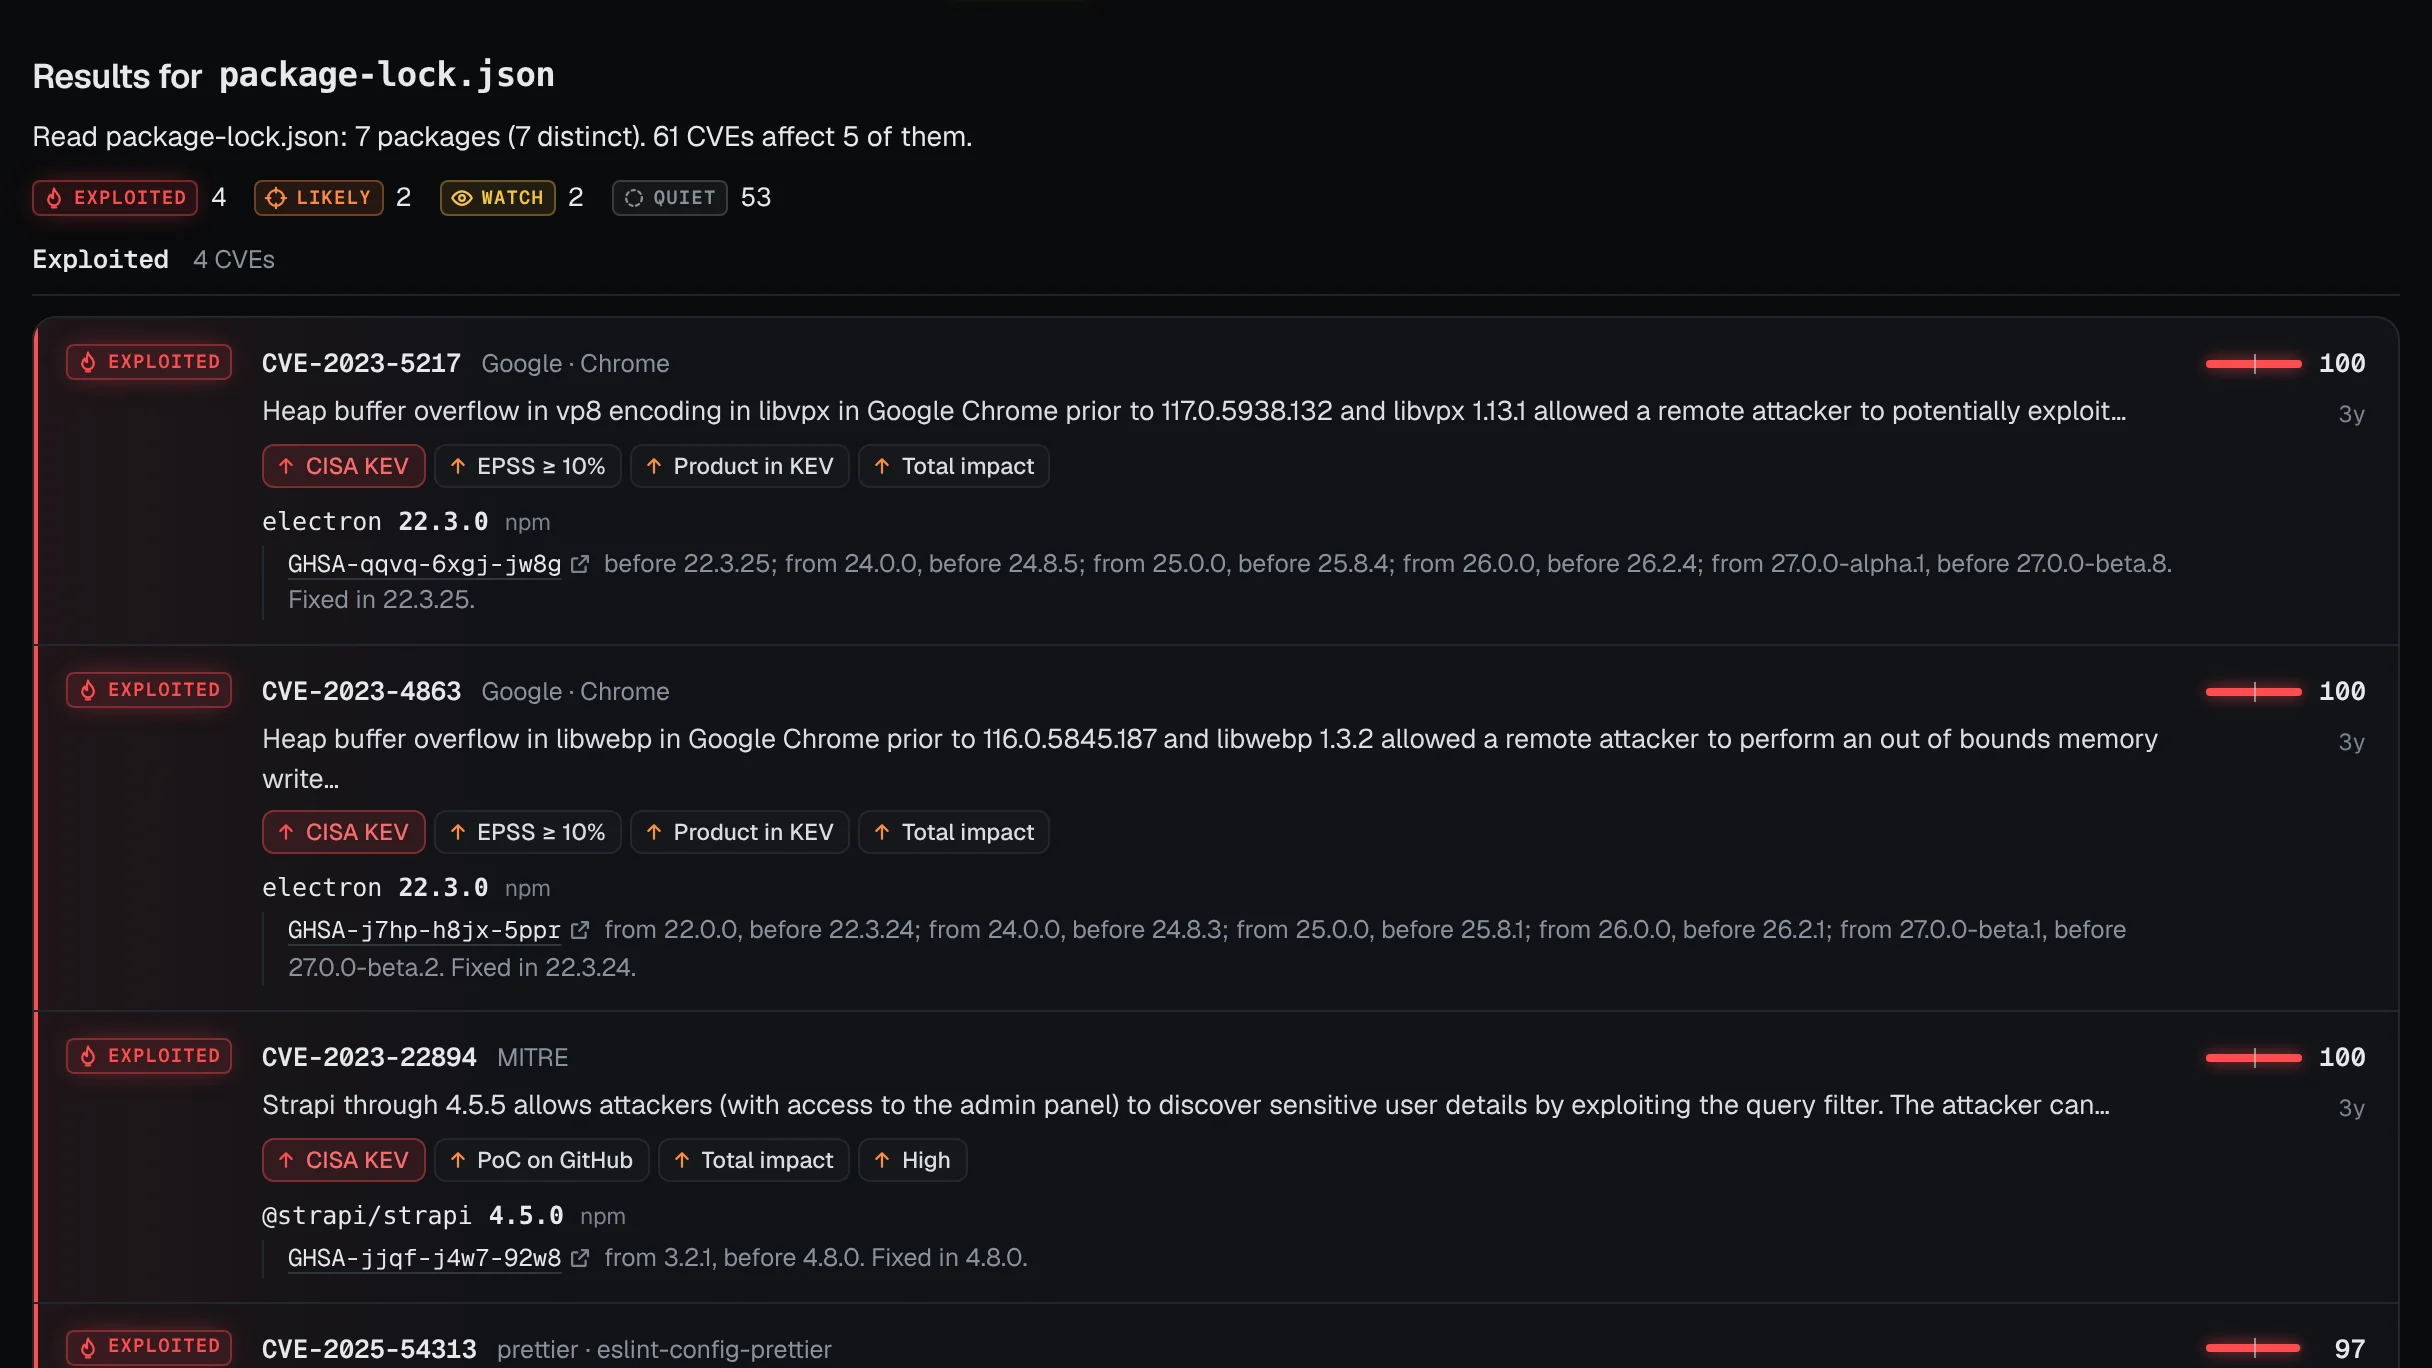 Results for package-lock.json
Read package-lock.json: 7 packages (7 distinct). 61 CVEs affect 5 of them.
EXPLOITED 4 LIKELY 2 WATCH 2 QUIET 53
Exploited 4 CVEs
EXPLOITED CVE-2023-5217 Google · Chrome 100
Heap buffer overflow in vp8 encoding in libvpx in Google Chrome prior to 117.0.5938.132 and libvpx 1.13.1 allowed a remote attacker to potentially exploit… 3y
↑ CISA KEV ↑ EPSS ≥ 10% ↑ Product in KEV ↑ Total impact
electron 22.3.0 npm
GHSA-qqvq-6xgj-jw8g before 22.3.25; from 24.0.0, before 24.8.5; from 25.0.0, before 25.8.4; from 26.0.0, before 26.2.4; from 27.0.0-alpha.1, before 27.0.0-beta.8.
Fixed in 22.3.25.
EXPLOITED CVE-2023-4863 Google · Chrome 100
Heap buffer overflow in libwebp in Google Chrome prior to 116.0.5845.187 and libwebp 1.3.2 allowed a remote attacker to perform an out of bounds memory 3y
write…
↑ CISA KEV ↑ EPSS ≥ 10% ↑ Product in KEV ↑ Total impact
electron 22.3.0 npm
GHSA-j7hp-h8jx-5ppr from 22.0.0, before 22.3.24; from 24.0.0, before 24.8.3; from 25.0.0, before 25.8.1; from 26.0.0, before 26.2.1; from 27.0.0-beta.1, before
27.0.0-beta.2. Fixed in 22.3.24.
EXPLOITED CVE-2023-22894 MITRE 100
Strapi through 4.5.5 allows attackers (with access to the admin panel) to discover sensitive user details by exploiting the query filter. The attacker can… 3y
↑ CISA KEV ↑ PoC on GitHub ↑ Total impact ↑ High
@strapi/strapi 4.5.0 npm
GHSA-jjqf-j4w7-92w8 from 3.2.1, before 4.8.0. Fixed in 4.8.0.
EXPLOITED CVE-2025-54313 prettier · eslint-config-prettier 97